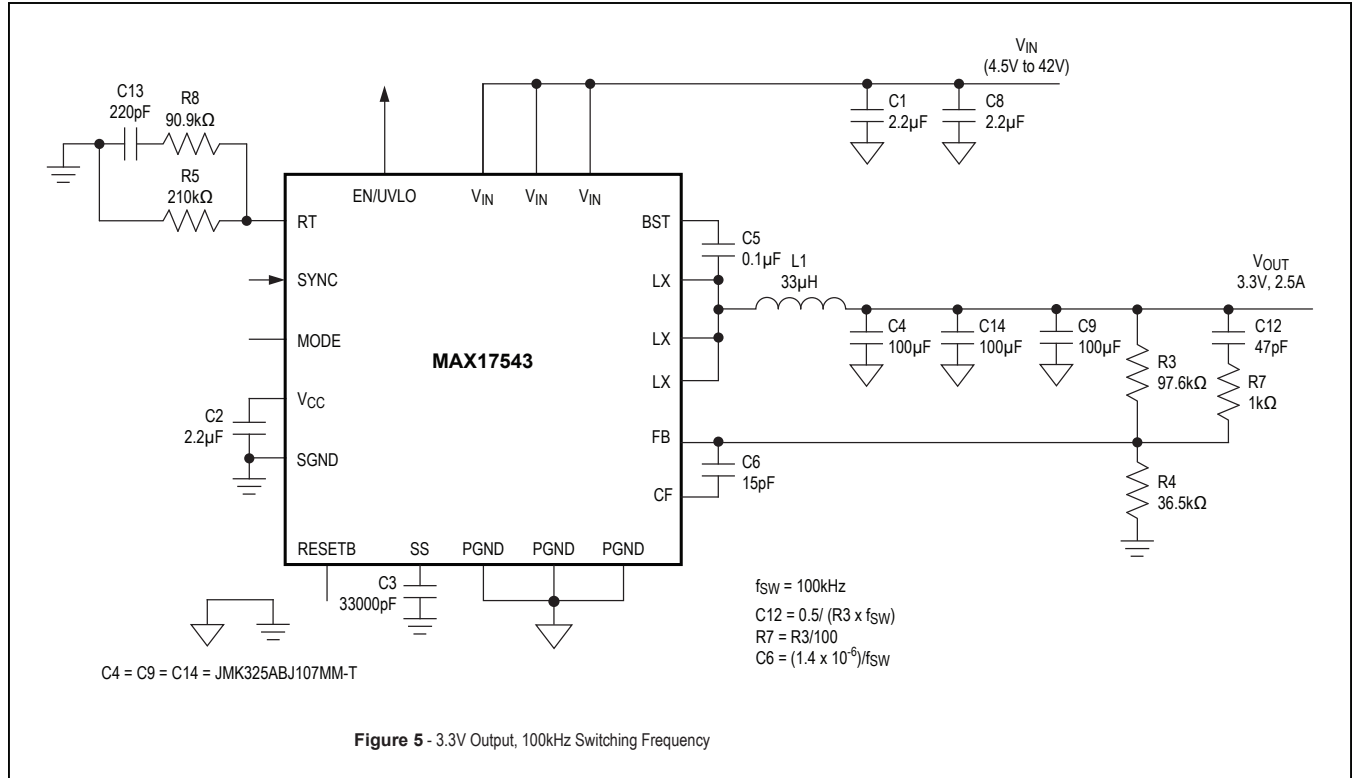 VIN
(4.5V to 42V)
C13
220pF
R8
90.9kΩ
C1
2.2µF
C8
2.2µF
R5
210kΩ
EN/UVLO
VIN
VIN
VIN
RT
BST
C5
0.1µF
L1
33µH
SYNC
LX
VOUT
3.3V, 2.5A
C4
100µF
C14
100µF
C9
100µF
C12
47pF
MODE
LX
MAX17543
R3
97.6kΩ
R7
1kΩ
LX
VCC
C2
2.2µF
FB
SGND
C6
15pF
CF
R4
36.5kΩ
RESETB
SS
PGND
PGND
PGND
C3
33000pF
fSW = 100kHz
C12 = 0.5/ (R3 x fSW)
R7 = R3/100
C6 = (1.4 x 10⁻⁶)/fSW
C4 = C9 = C14 = JMK325ABJ107MM-T
Figure 5 - 3.3V Output, 100kHz Switching Frequency